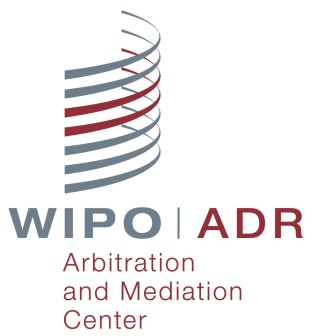 WIPO | ADR
Arbitration
and Mediation
Center